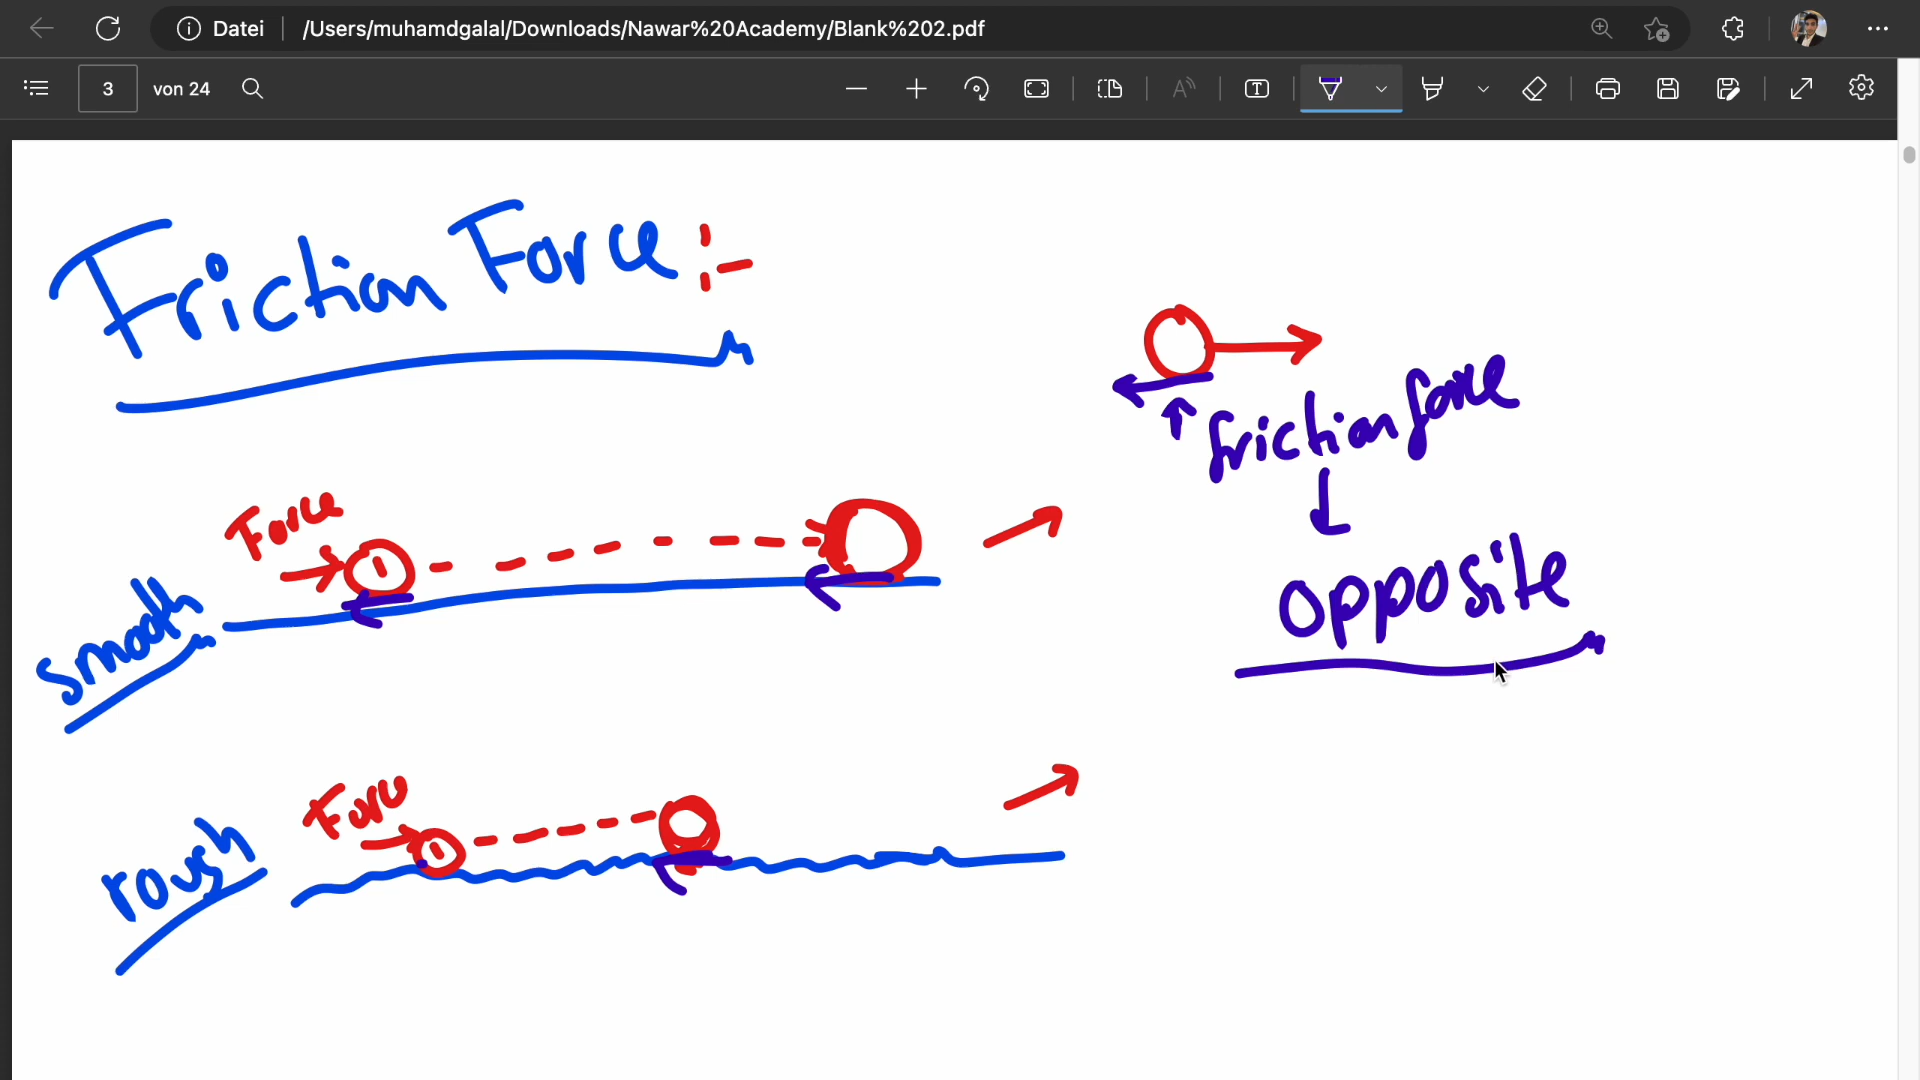 Datei /Users/muhamdgalal/Downloads/Nawar%20Academy/Blank%202.pdf
3 von 24
Friction Force :-
friction force
opposite
Force
smooth
Force
rough